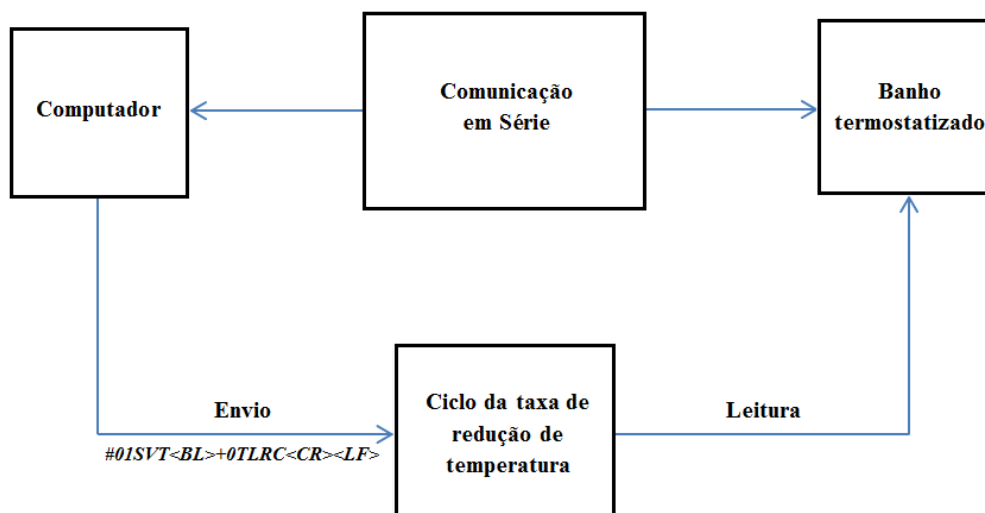 Computador
Comunicação
em Série
Banho
termostatizado
Envio
#01SVT<BL>+0TLRC<CR><LF>
Ciclo da taxa de
redução de
temperatura
Leitura